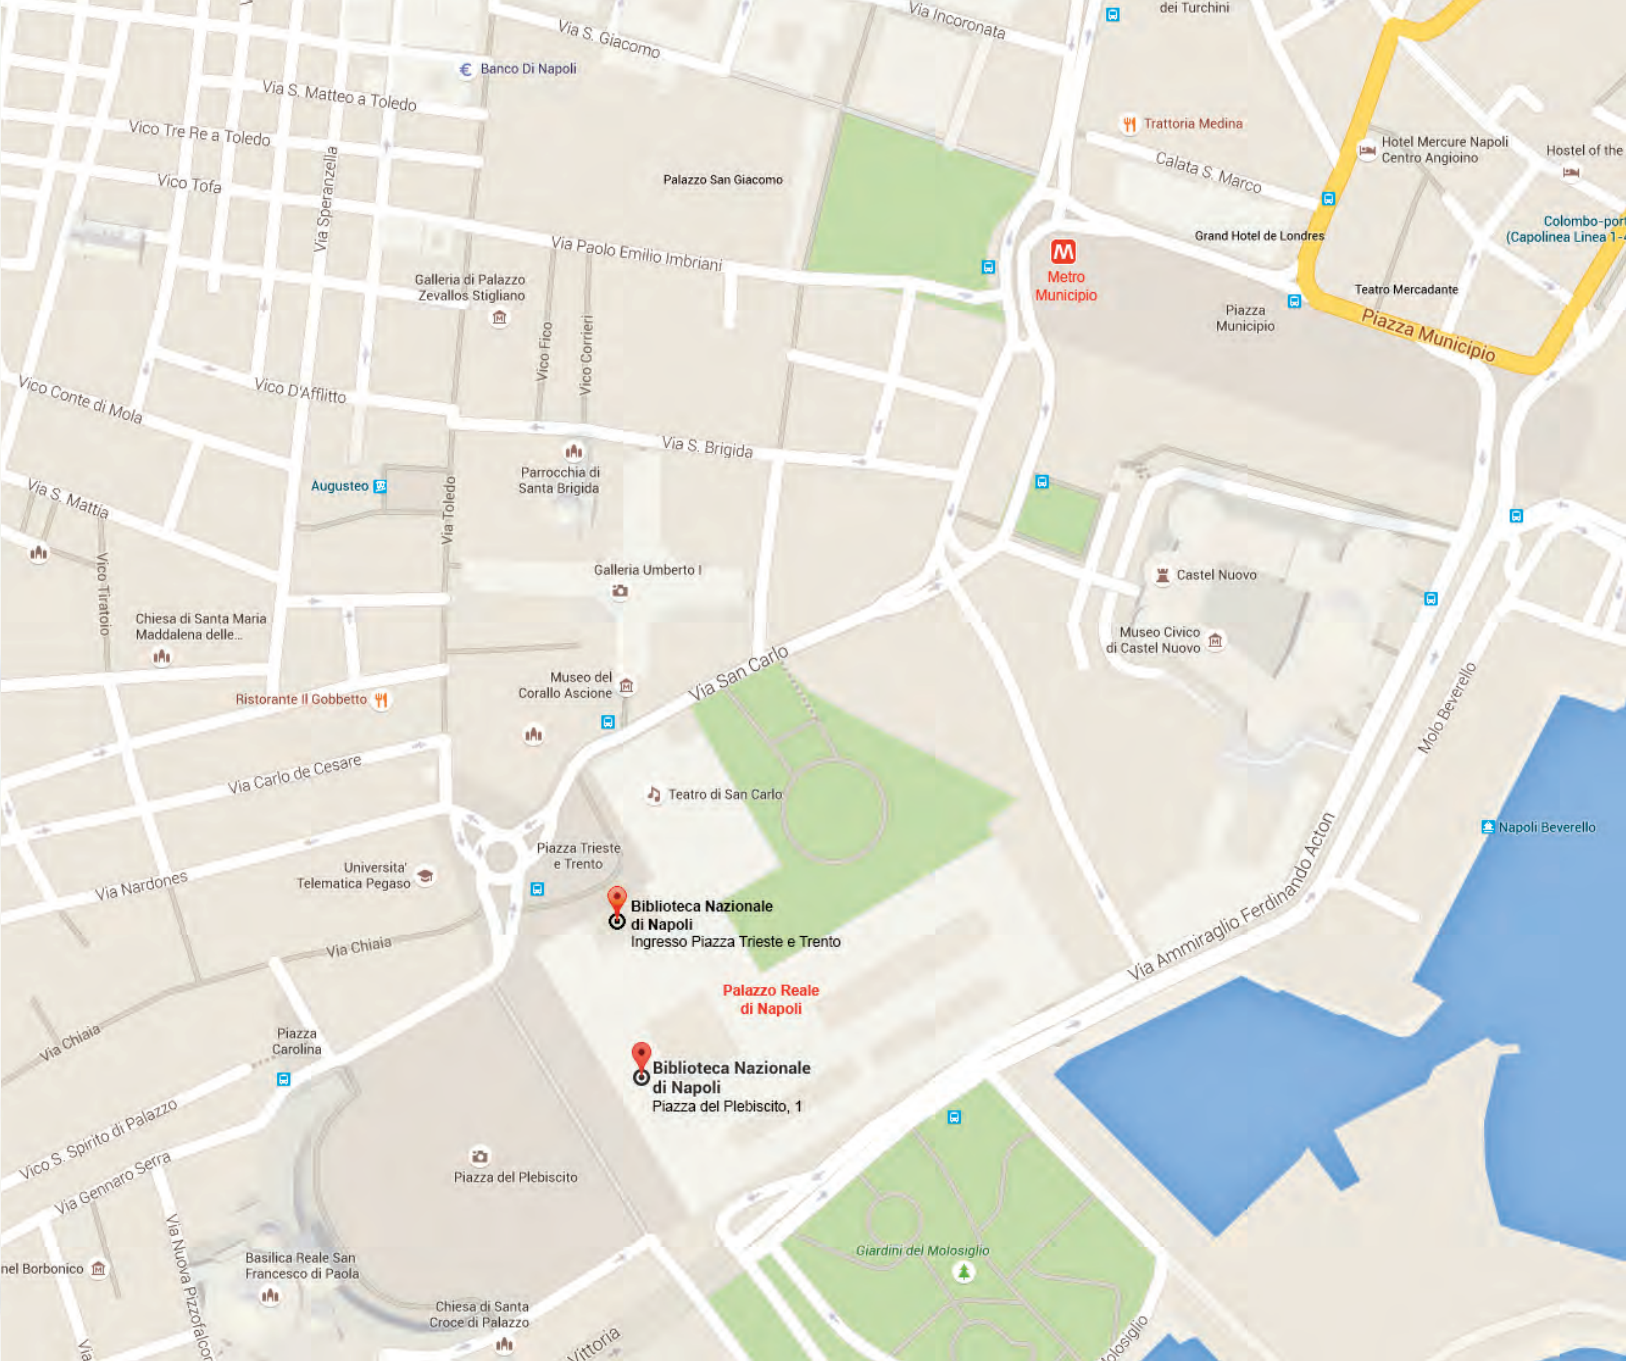 dei Turchini
Via Incoronata
Via S. Giacomo
Banco Di Napoli
Via S. Matteo a Toledo
Trattoria Medina
Vico Tre Re a Toledo
Hotel Mercure Napoli
Centro Angioino
Hostel of the
Calata S. Marco
Palazzo San Giacomo
Vico Tofa
Via Speranzella
Colombo-port
(Capolinea Linea 1-4
Grand Hotel de Londres
Via Paolo Emilio Imbriani
M
Metro
Municipio
Galleria di Palazzo
Zevallos Stigliano
Teatro Mercadante
Piazza
Municipio
Piazza Municipio
Vico Fico
Vico Corrieri
Vico D'Afflitto
Vico Conte di Mola
Via S. Brigida
Parrocchia di
Santa Brigida
Augusteo
Via S. Mattia
Via Toledo
Galleria Umberto I
Castel Nuovo
Vico Tiratoio
Chiesa di Santa Maria
Maddalena delle...
Museo Civico
di Castel Nuovo
Via San Carlo
Museo del
Corallo Ascione
Ristorante Il Gobbetto
Molo Beverello
Via Carlo de Cesare
Teatro di San Carlo
Napoli Beverello
Piazza Trieste
e Trento
Universita'
Telematica Pegaso
Via Nardones
Via Ammiraglio Ferdinando Acton
Biblioteca Nazionale
di Napoli
Ingresso Piazza Trieste e Trento
Via Chiaia
Palazzo Reale
di Napoli
Via Chiaia
Piazza
Carolina
Biblioteca Nazionale
di Napoli
Piazza del Plebiscito, 1
Vico S. Spirito di Palazzo
Piazza del Plebiscito
Via Gennaro Serra
Via Nuova Pizzofalcon
Giardini del Molosiglio
Basilica Reale San
Francesco di Paola
nel Borbonico
Chiesa di Santa
Croce di Palazzo
Vittoria
olosiglio
Via